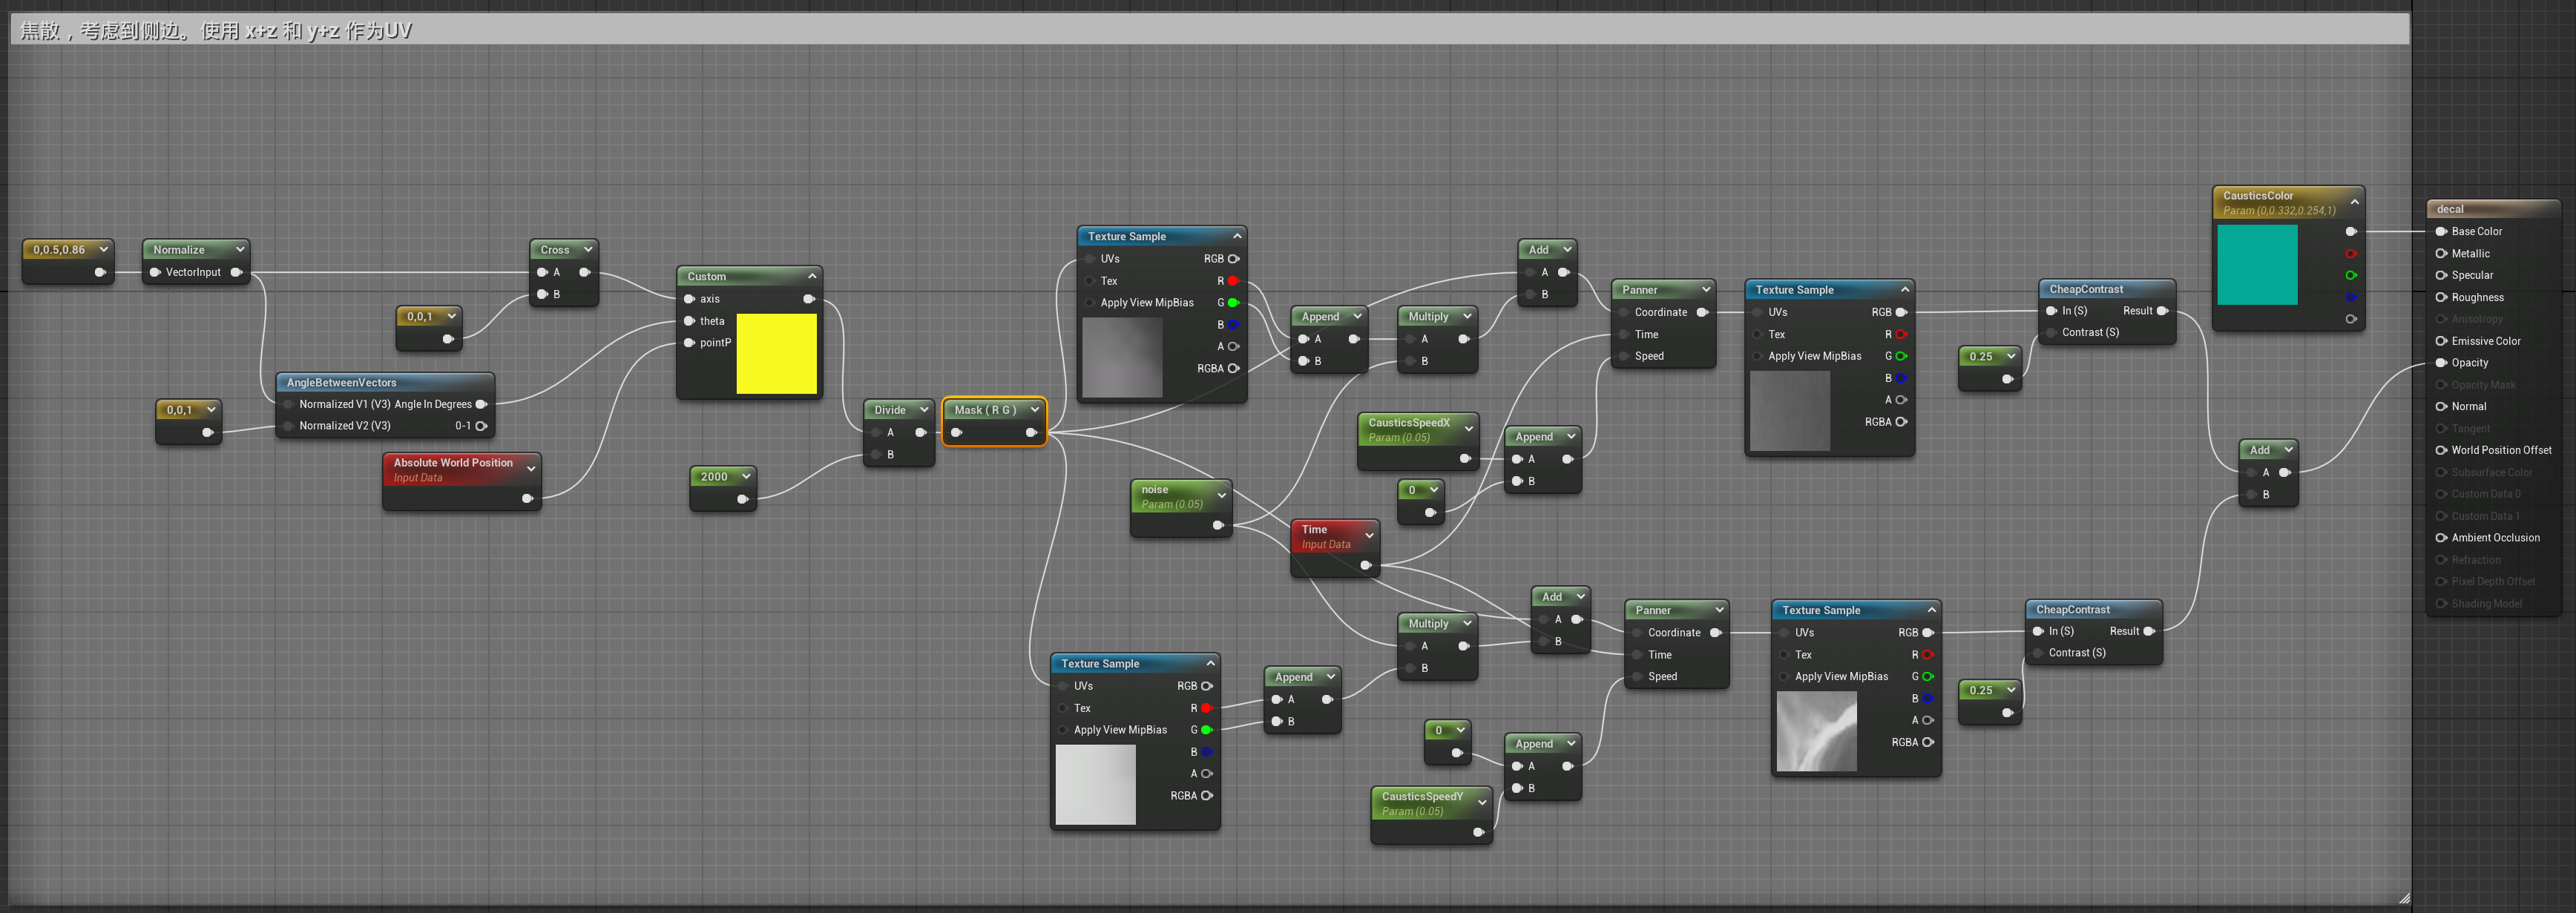 焦散，考虑到侧边。使用 x+z 和 y+z 作为UV
0,0.5,0.86
Normalize
VectorInput
0,0,1
AngleBetweenVectors
Normalized V1 (V3) Angle In Degrees
Normalized V2 (V3) 0-1
0,0,1
Absolute World Position
Input Data
Cross
A
B
Custom
axis
theta
pointP
2000
Divide
A
B
Mask ( R G )
Texture Sample
UVs RGB
Tex R
Apply View MipBias G
B
A
RGBA
noise
Param (0.05)
Texture Sample
UVs RGB
Tex R
Apply View MipBias G
B
A
RGBA
Append
A
B
Multiply
A
B
Add
A
B
CausticsSpeedX
Param (0.05)
0
Append
A
B
Time
Input Data
Append
A
B
Multiply
A
B
Add
A
B
0
CausticsSpeedY
Param (0.05)
Append
A
B
Panner
Coordinate
Time
Speed
Texture Sample
UVs RGB
Tex R
Apply View MipBias G
B
A
RGBA
0.25
CheapContrast
In (S) Result
Contrast (S)
Panner
Coordinate
Time
Speed
Texture Sample
UVs RGB
Tex R
Apply View MipBias G
B
A
RGBA
0.25
CheapContrast
In (S) Result
Contrast (S)
CausticsColor
Param (0,0.332,0.254,1)
Add
A
B
decal
Base Color
Metallic
Specular
Roughness
Anisotropy
Emissive Color
Opacity
Opacity Mask
Normal
Tangent
World Position Offset
Subsurface Color
Custom Data 0
Custom Data 1
Ambient Occlusion
Refraction
Pixel Depth Offset
Shading Model